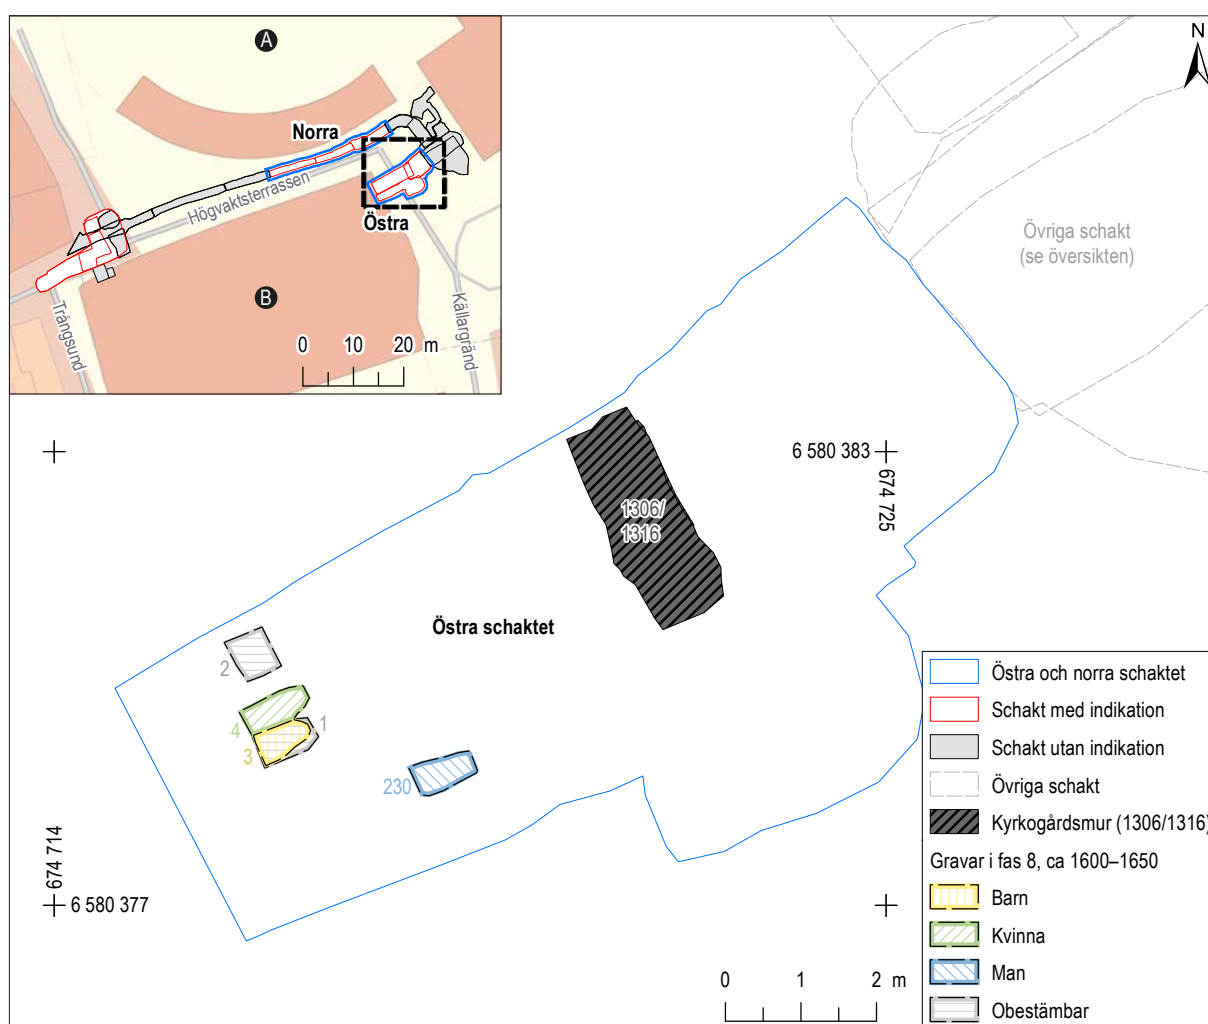 A
Norra
Högvaktsterrassen
Östra
B
Trångsund
Källargränd
0 10 20 m
N
Övriga schakt
(se översikten)
6 580 383
674 725
1306/
1316
Östra schaktet
2
4
1
3
230
674 714
6 580 377
0 1 2 m
Östra och norra schaktet
Schakt med indikation
Schakt utan indikation
Övriga schakt
Kyrkogårdsmur (1306/1316)
Gravar i fas 8, ca 1600–1650
Barn
Kvinna
Man
Obestämbar